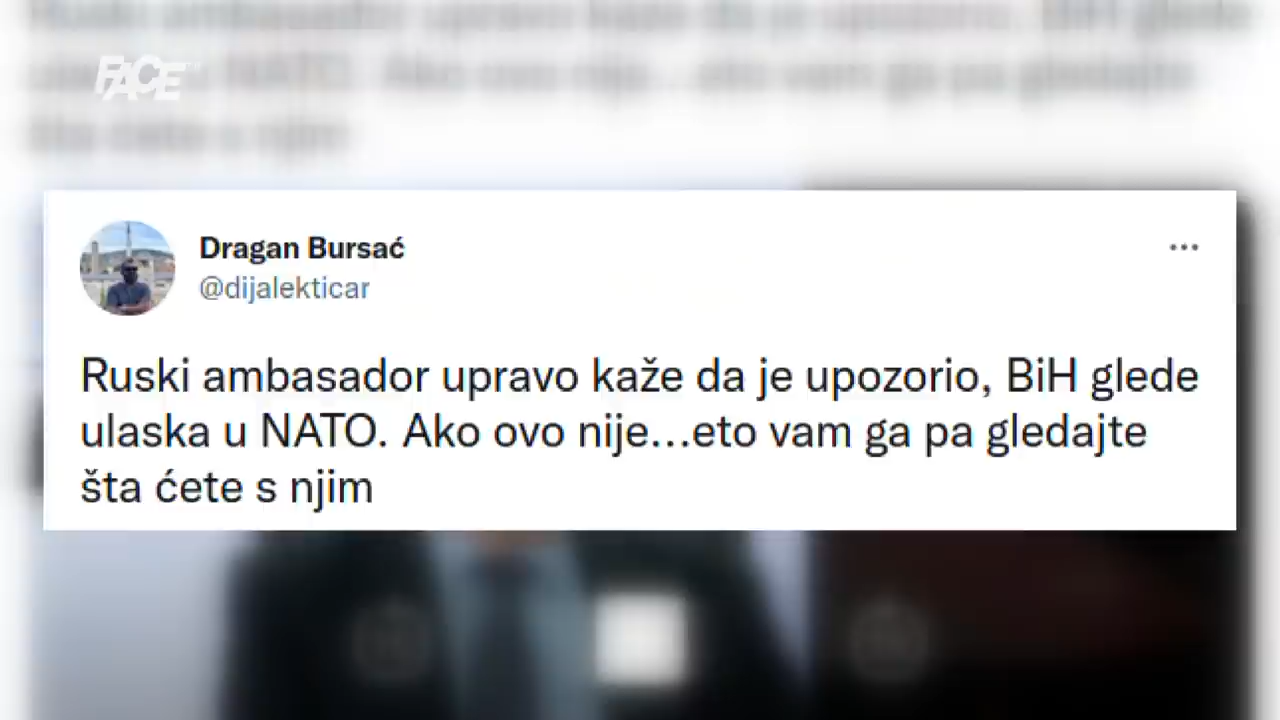 FACE
Dragan Bursać
@dijalekticar
Ruski ambasador upravo kaže da je upozorio, BiH glede
ulaska u NATO. Ako ovo nije...eto vam ga pa gledajte
šta ćete s njim